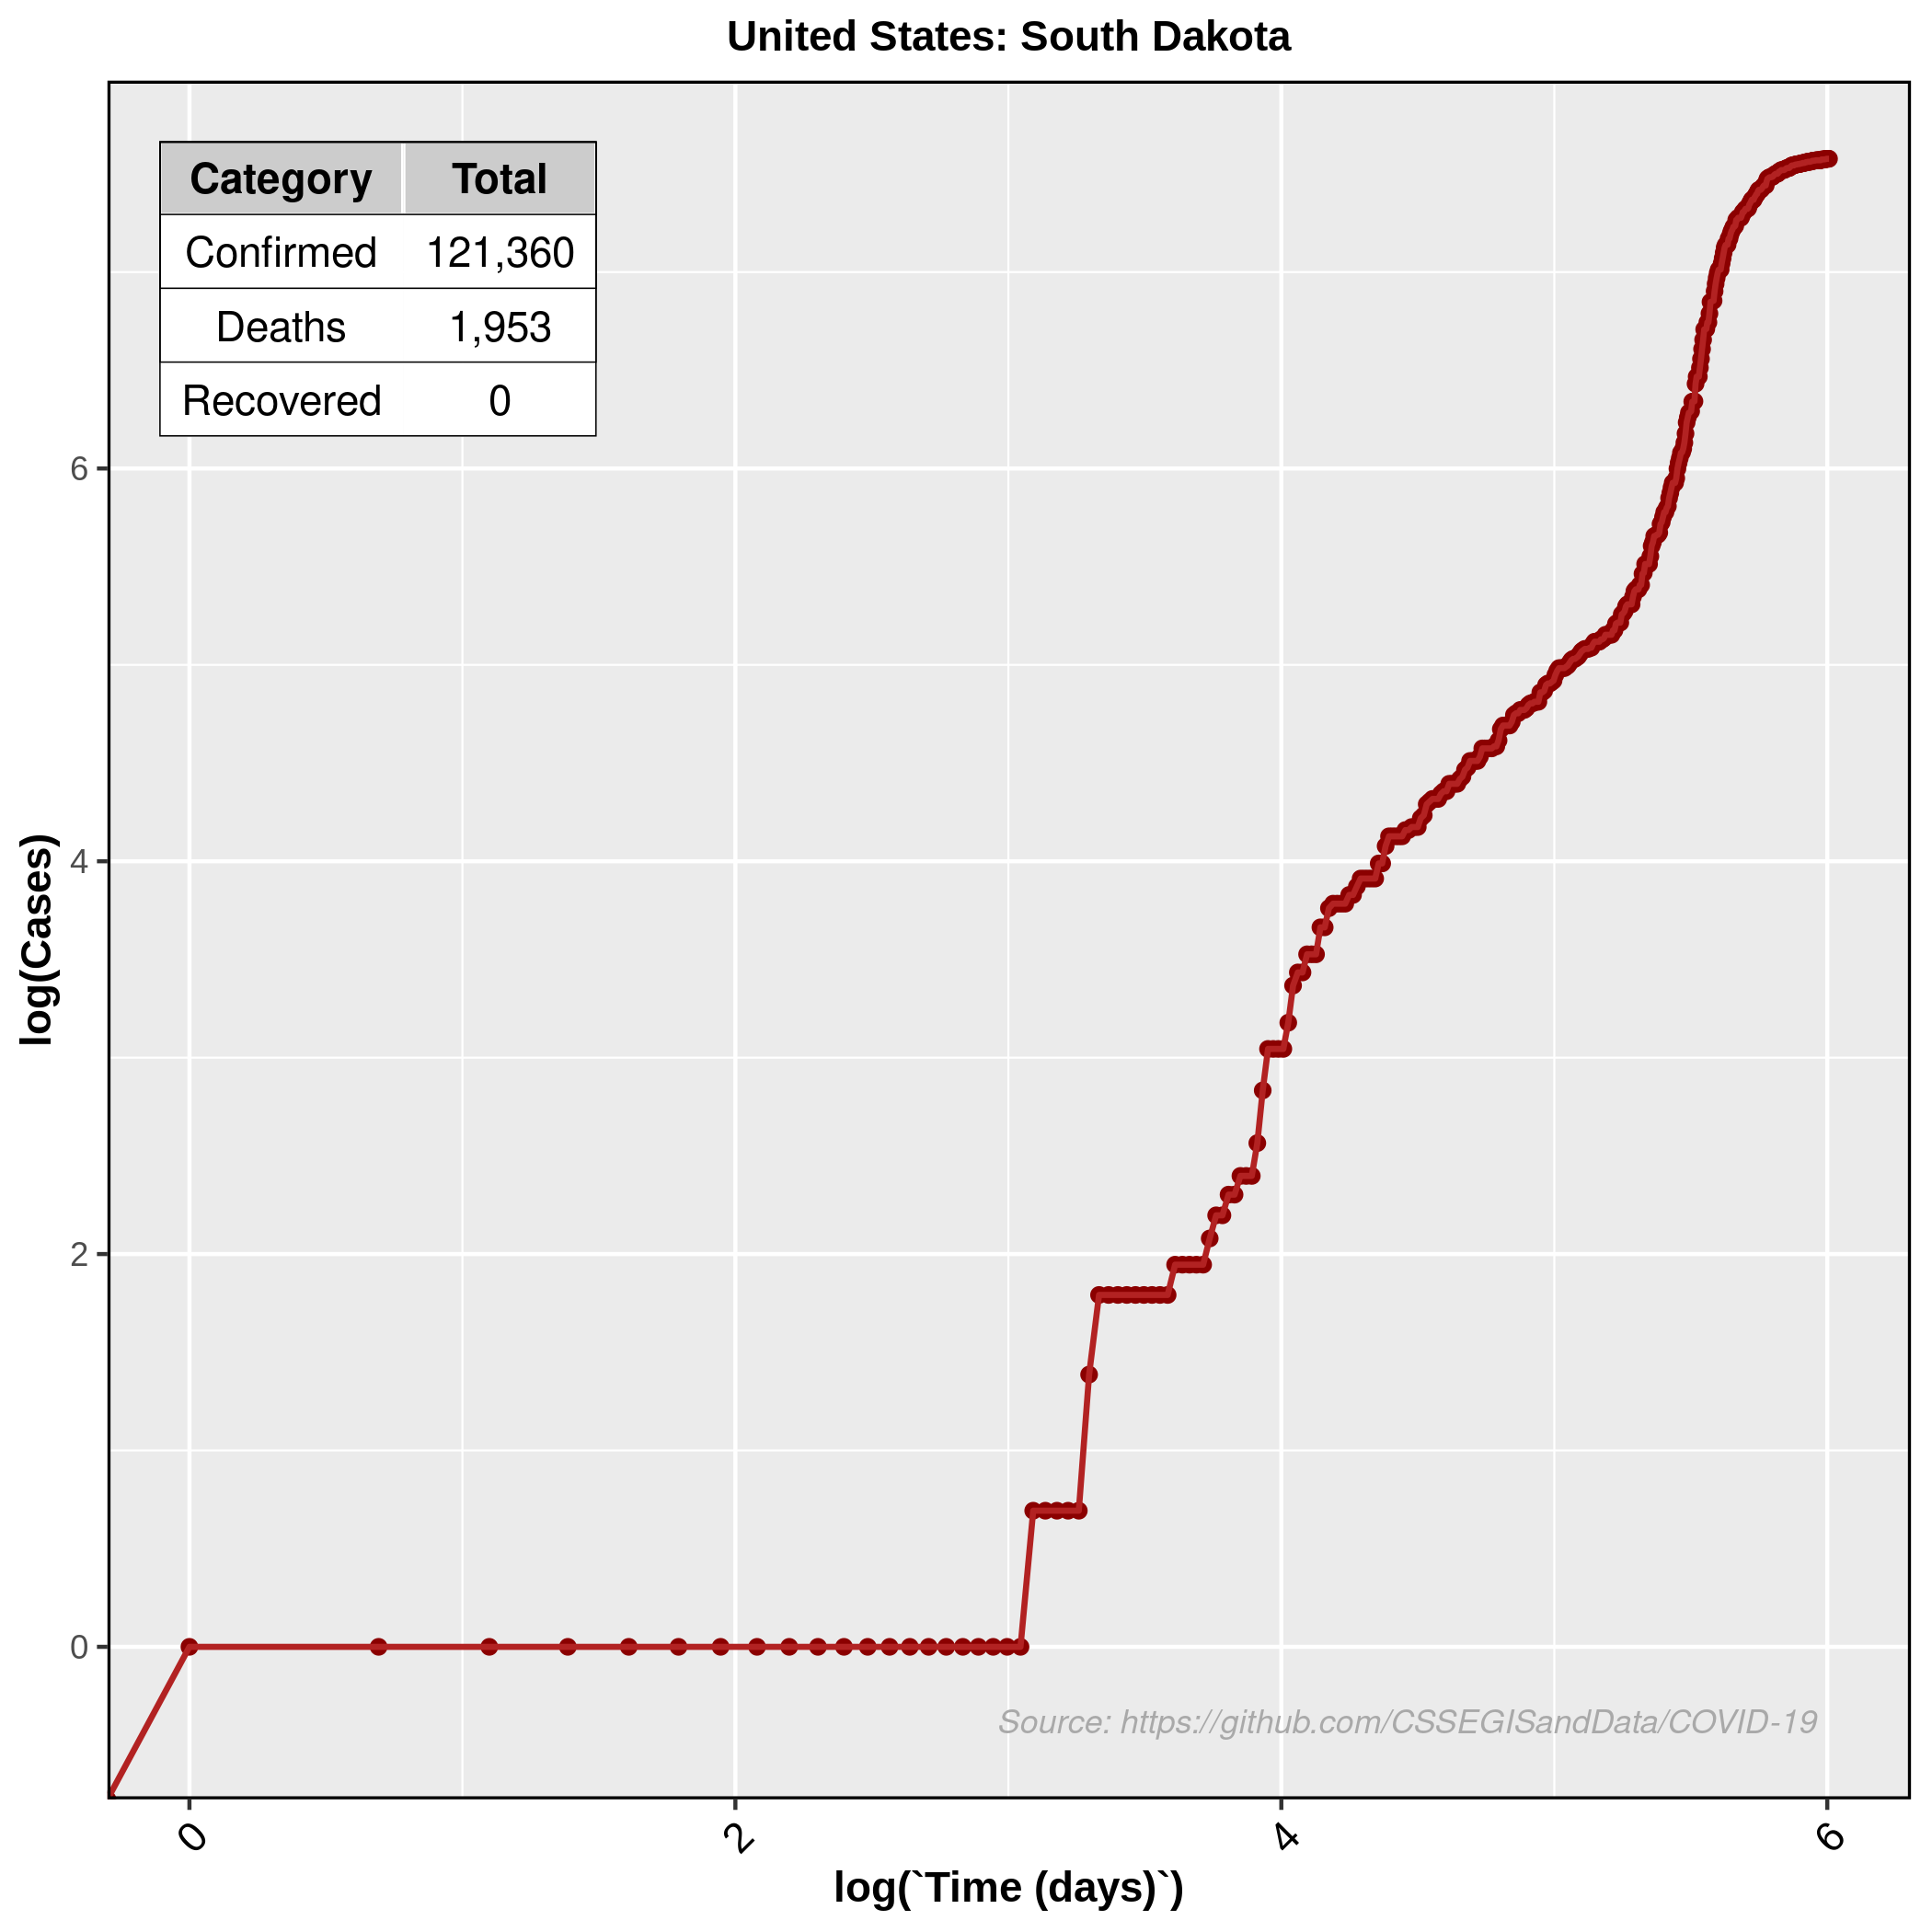 United States: South Dakota
Category Total
Confirmed 121,360
Deaths 1,953
Recovered 0
6
4
2
0
log(Cases)
Source: https://github.com/CSSEGISandData/COVID-19
0 2 4 6
log(`Time (days)`)